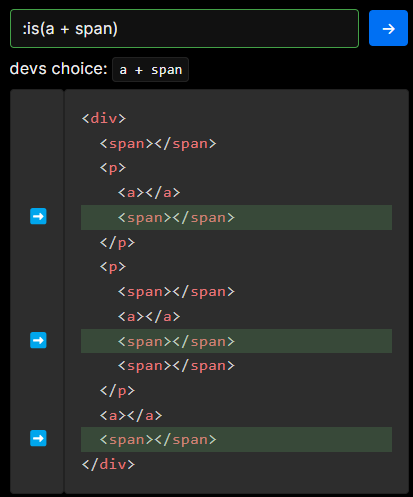 :is(a + span)
devs choice: a + span
<div>
<span></span>
<p>
<a></a>
<span></span>
</p>
<p>
<span></span>
<a></a>
<span></span>
<span></span>
</p>
<a></a>
<span></span>
</div>